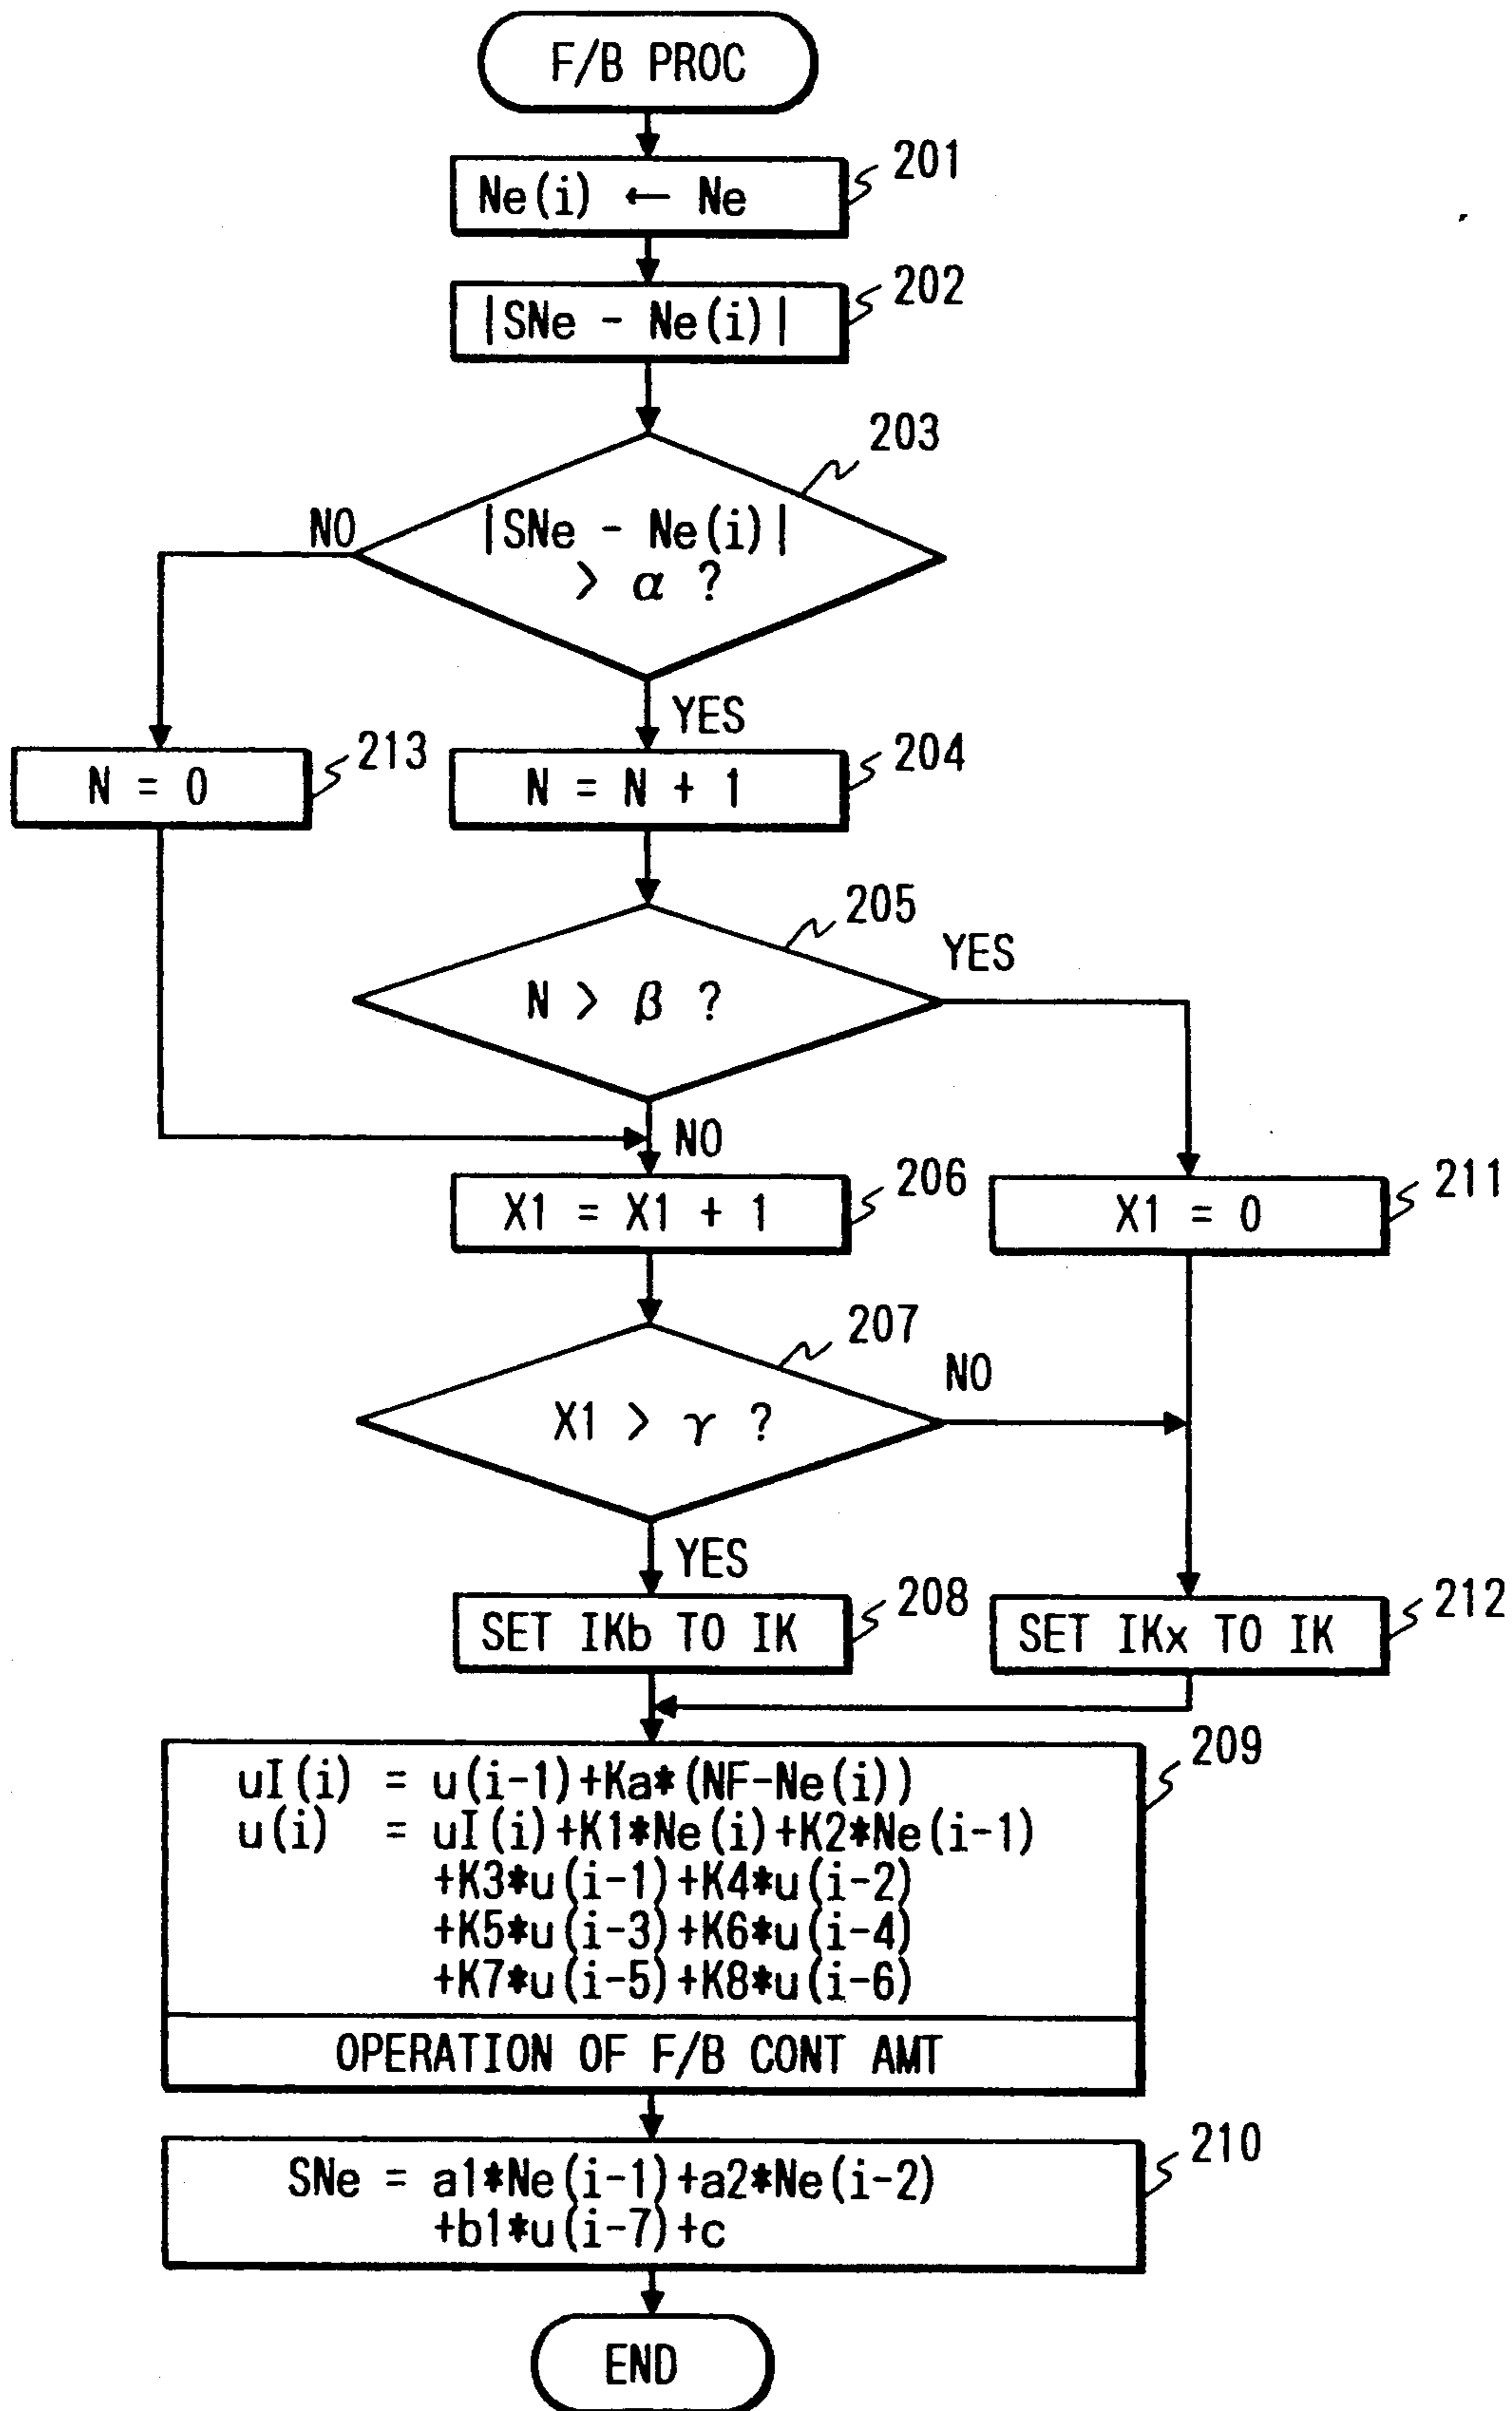 F/B PROC
201
Ne(i) ← Ne
202
|SNe - Ne(i)|
203
|SNe - Ne(i)|
> α ?
NO
YES
213
N = 0
204
N = N + 1
205
N > β ?
YES
NO
206
X1 = X1 + 1
211
X1 = 0
207
X1 > γ ?
NO
YES
208
SET IKb TO IK
212
SET IKx TO IK
209
uI(i) = u(i-1)+Ka*(NF-Ne(i))
u(i) = uI(i)+K1*Ne(i)+K2*Ne(i-1)
+K3*u(i-1)+K4*u(i-2)
+K5*u(i-3)+K6*u(i-4)
+K7*u(i-5)+K8*u(i-6)
OPERATION OF F/B CONT AMT
210
SNe = a1*Ne(i-1)+a2*Ne(i-2)
+b1*u(i-7)+c
END